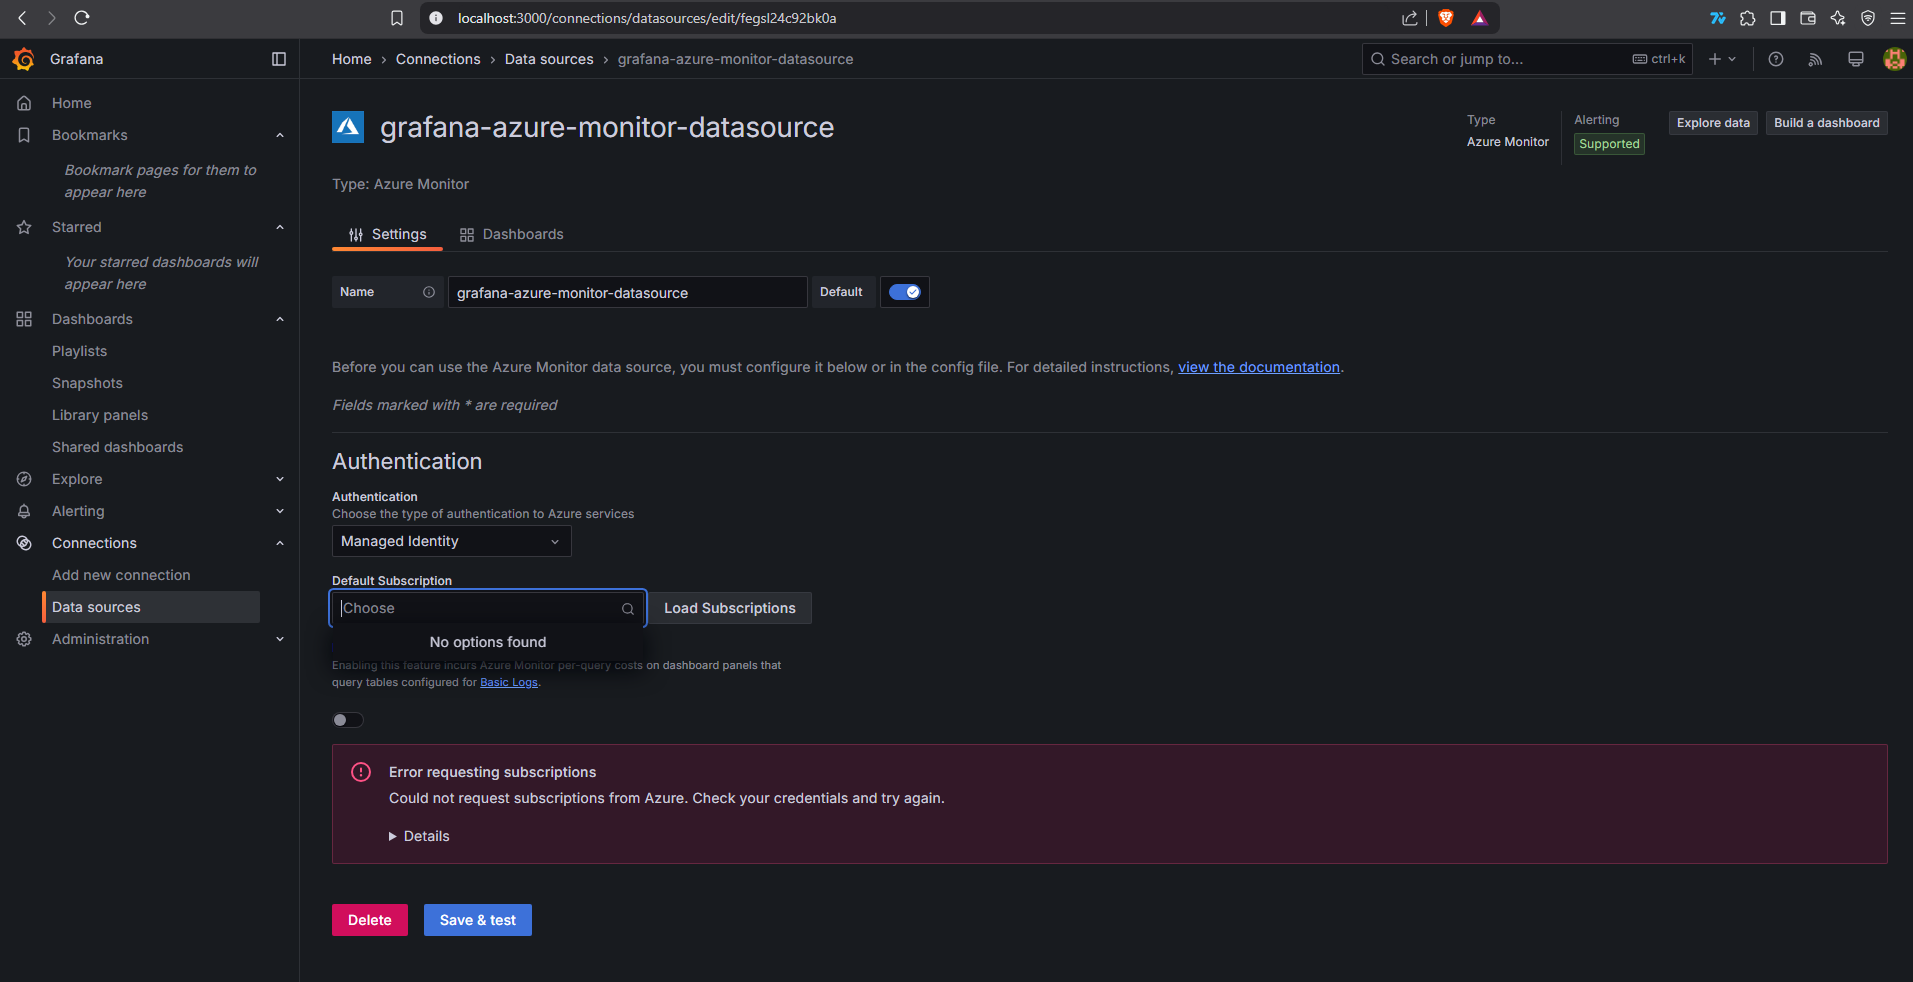 localhost:3000/connections/datasources/edit/fegsl24c92bk0a
Grafana
Home › Connections › Data sources › grafana-azure-monitor-datasource
Search or jump to...
ctrl+k
Home
Bookmarks
Bookmark pages for them to
appear here
Starred
Your starred dashboards will
appear here
Dashboards
Playlists
Snapshots
Library panels
Shared dashboards
Explore
Alerting
Connections
Add new connection
Data sources
Administration
grafana-azure-monitor-datasource
Type
Azure Monitor
Alerting
Supported
Explore data
Build a dashboard
Type: Azure Monitor
Settings
Dashboards
Name
grafana-azure-monitor-datasource
Default
Before you can use the Azure Monitor data source, you must configure it below or in the config file. For detailed instructions, view the documentation.
Fields marked with * are required
Authentication
Authentication
Choose the type of authentication to Azure services
Managed Identity
Default Subscription
Choose
Load Subscriptions
No options found
Enabling this feature incurs Azure Monitor per-query costs on dashboard panels that
query tables configured for Basic Logs.
Error requesting subscriptions
Could not request subscriptions from Azure. Check your credentials and try again.
Details
Delete
Save & test